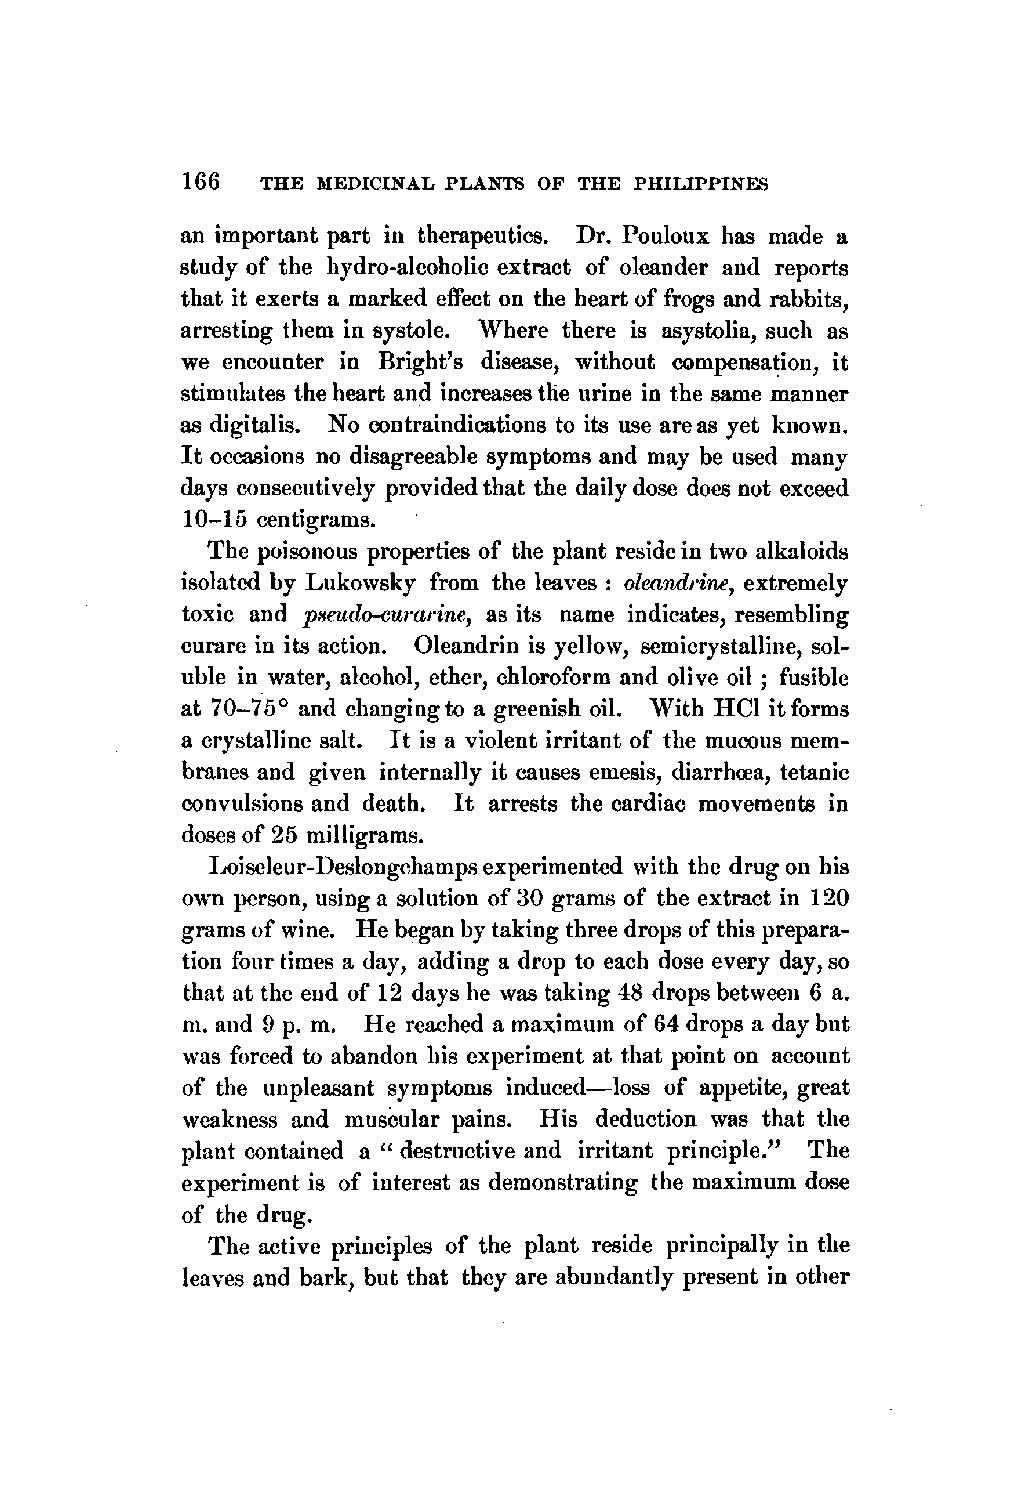 166 THE MEDICINAL PLANTS OF THE PHILIPPINES
an important part in therapeutics. Dr. Pouloux has made a
study of the hydro-alcoholic extract of oleander and reports
that it exerts a marked effect on the heart of frogs and rabbits,
arresting them in systole. Where there is asystolia, such as
we encounter in Bright's disease, without compensation, it
stimulates the heart and increases the urine in the same manner
as digitalis. No contraindications to its use are as yet known.
It occasions no disagreeable symptoms and may be used many
days consecutively provided that the daily dose does not exceed
10–15 centigrams.
The poisonous properties of the plant reside in two alkaloids
isolated by Lukowsky from the leaves : oleandrine, extremely
toxic and pseudo-curarine, as its name indicates, resembling
curare in its action. Oleandrin is yellow, semicrystalline, sol-
uble in water, alcohol, ether, chloroform and olive oil ; fusible
at 70–75° and changing to a greenish oil. With HCl it forms
a crystalline salt. It is a violent irritant of the mucous mem-
branes and given internally it causes emesis, diarrhœa, tetanic
convulsions and death. It arrests the cardiac movements in
doses of 25 milligrams.
Loiseleur-Deslongchamps experimented with the drug on his
own person, using a solution of 30 grams of the extract in 120
grams of wine. He began by taking three drops of this prepara-
tion four times a day, adding a drop to each dose every day, so
that at the end of 12 days he was taking 48 drops between 6 a.
m. and 9 p. m. He reached a maximum of 64 drops a day but
was forced to abandon his experiment at that point on account
of the unpleasant symptoms induced—loss of appetite, great
weakness and muscular pains. His deduction was that the
plant contained a “ destructive and irritant principle.” The
experiment is of interest as demonstrating the maximum dose
of the drug.
The active principles of the plant reside principally in the
leaves and bark, but that they are abundantly present in other